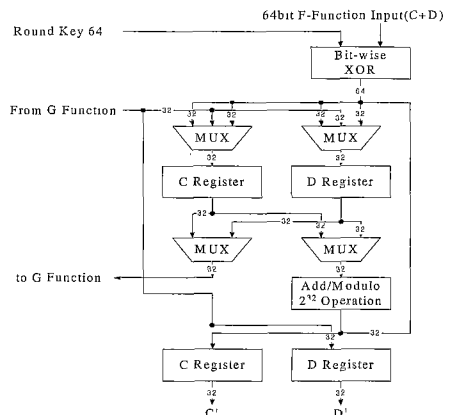 64bit F-Function Input(C+D)
Round Key 64
Bit-wise
XOR
64
From G Function
32
32 32 32 32 32 32
MUX MUX
32 32
C Register D Register
32 32
32 32
MUX MUX
32 32
to G Function
Add/Modulo
2^32 Operation
32
32 32
C Register D Register
32 32
C' D'